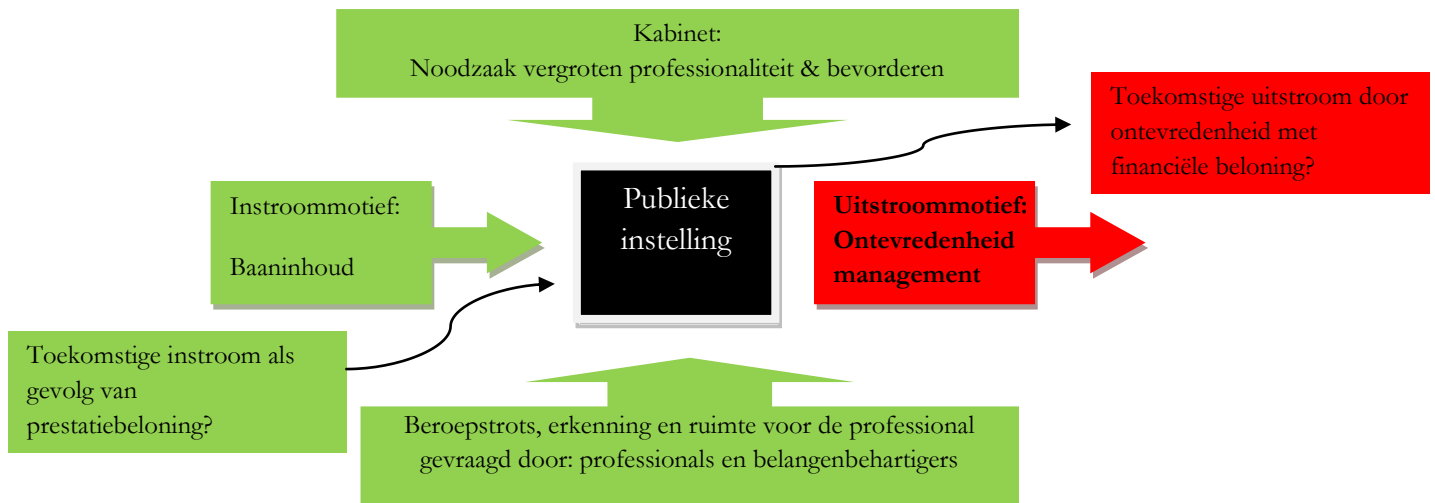 Kabinet:
Noodzaak vergroten professionaliteit & bevorderen
Toekomstige uitstroom door
ontevredenheid met
financiële beloning?
Instroommotief:
Baaninhoud
Publieke
instelling
Uitstroommotief:
Ontevredenheid
management
Toekomstige instroom als
gevolg van
prestatiebeloning?
Beroepstrots, erkenning en ruimte voor de professional
gevraagd door: professionals en belangenbehartigers